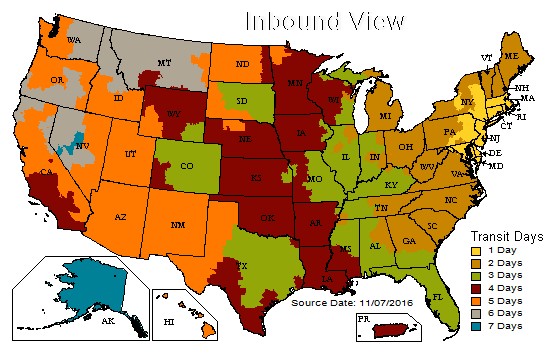 Inbound View
WA
MT
ND
MN
VT
ME
OR
ID
WY
SD
WI
MI
NY
NH
MA
RI
CT
NJ
DE
MD
NV
UT
CO
NE
IA
IL
IN
OH
PA
WV
VA
CA
KS
MO
KY
NC
TN
SC
AZ
NM
OK
AR
MS
AL
GA
TX
LA
FL
Transit Days
1 Day
2 Days
3 Days
4 Days
5 Days
6 Days
7 Days
Source Date: 11/07/2016
AK
HI
PR